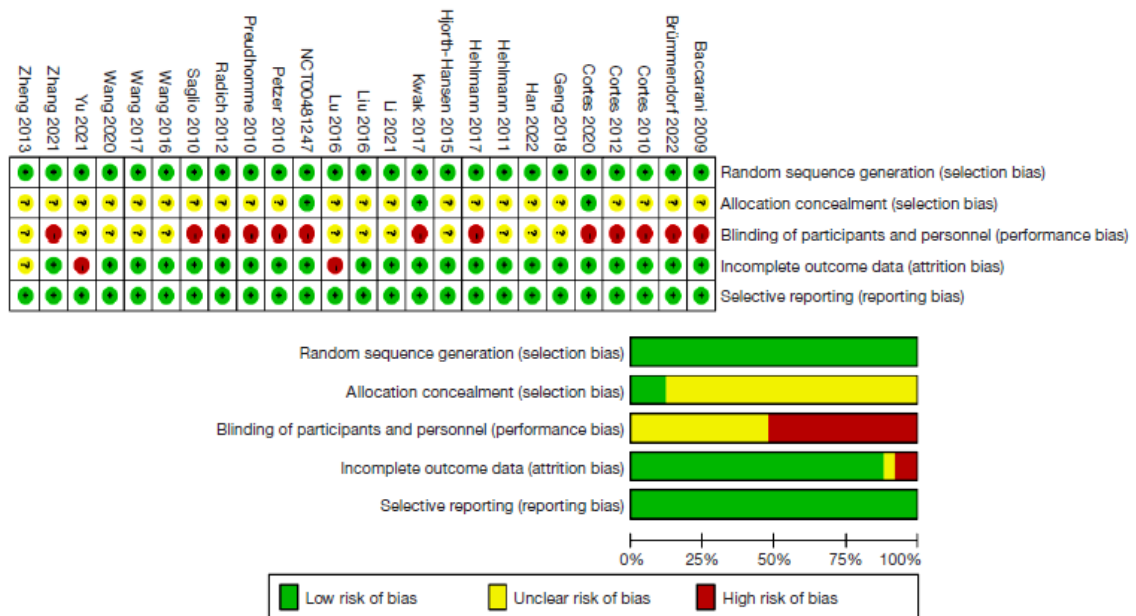 Zheng 2013
Zhang 2021
Yu 2021
Wang 2020
Wang 2017
Wang 2016
Saglio 2010
Radich 2012
Preudhomme 2010
Petzer 2010
NCT00481247
Lu 2016
Liu 2016
Li 2021
Kwak 2017
Hjorth-Hansen 2015
Hehlmann 2017
Hehlmann 2011
Han 2022
Geng 2018
Cortes 2020
Cortes 2012
Cortes 2010
Brümmendorf 2022
Baccarani 2009
+ + + + + + + + + + + + + + + + + + + + + + + + + Random sequence generation (selection bias)
? ? ? ? ? ? ? ? ? ? + ? ? ? + ? ? ? ? ? + ? ? ? ? Allocation concealment (selection bias)
? - ? ? ? ? - - - - - ? ? ? - ? - ? ? ? - - - - - Blinding of participants and personnel (performance bias)
? + - + + + + + + + + - + + + + + + + + + + + + + Incomplete outcome data (attrition bias)
+ + + + + + + + + + + + + + + + + + + + + + + + + Selective reporting (reporting bias)
Random sequence generation (selection bias)
Allocation concealment (selection bias)
Blinding of participants and personnel (performance bias)
Incomplete outcome data (attrition bias)
Selective reporting (reporting bias)
0% 25% 50% 75% 100%
Low risk of bias Unclear risk of bias High risk of bias